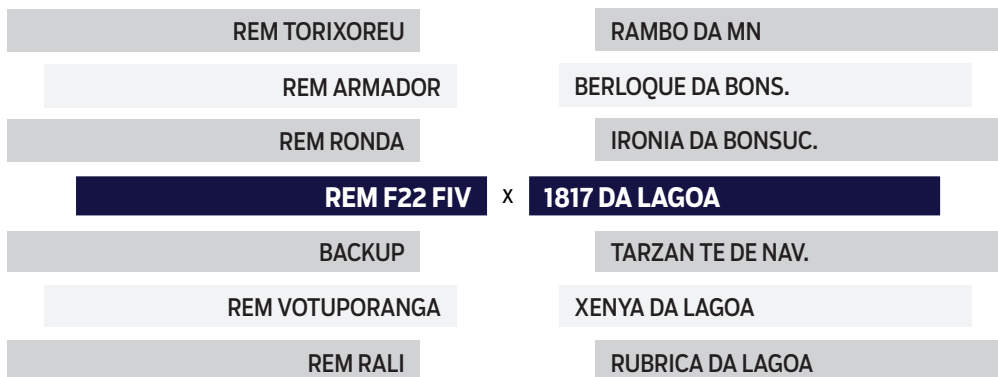 REM TORIXOREU RAMBO DA MN
REM ARMADOR BERLOQUE DA BONS.
REM RONDA IRONIA DA BONSUC.
REM F22 FIV X 1817 DA LAGOA
BACKUP TARZAN TE DE NAV.
REM VOTUPORANGA XENYA DA LAGOA
REM RALI RUBRICA DA LAGOA